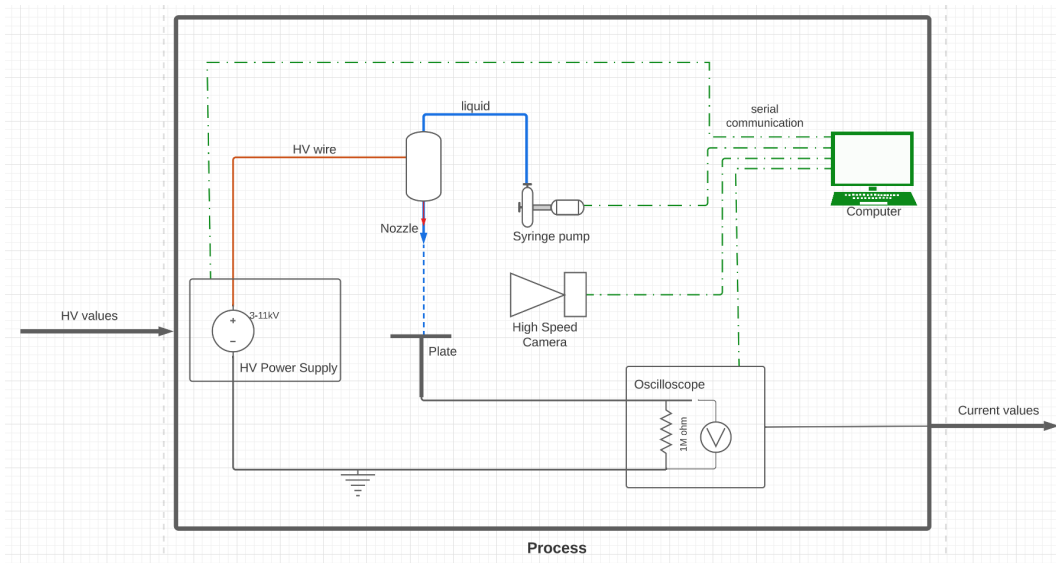 liquid
serial
communication
HV wire
Computer
Nozzle
Syringe pump
HV values
3-11kV
+
−
High Speed
Camera
Plate
HV Power Supply
Oscilloscope
1M ohm
V
Current values
Process